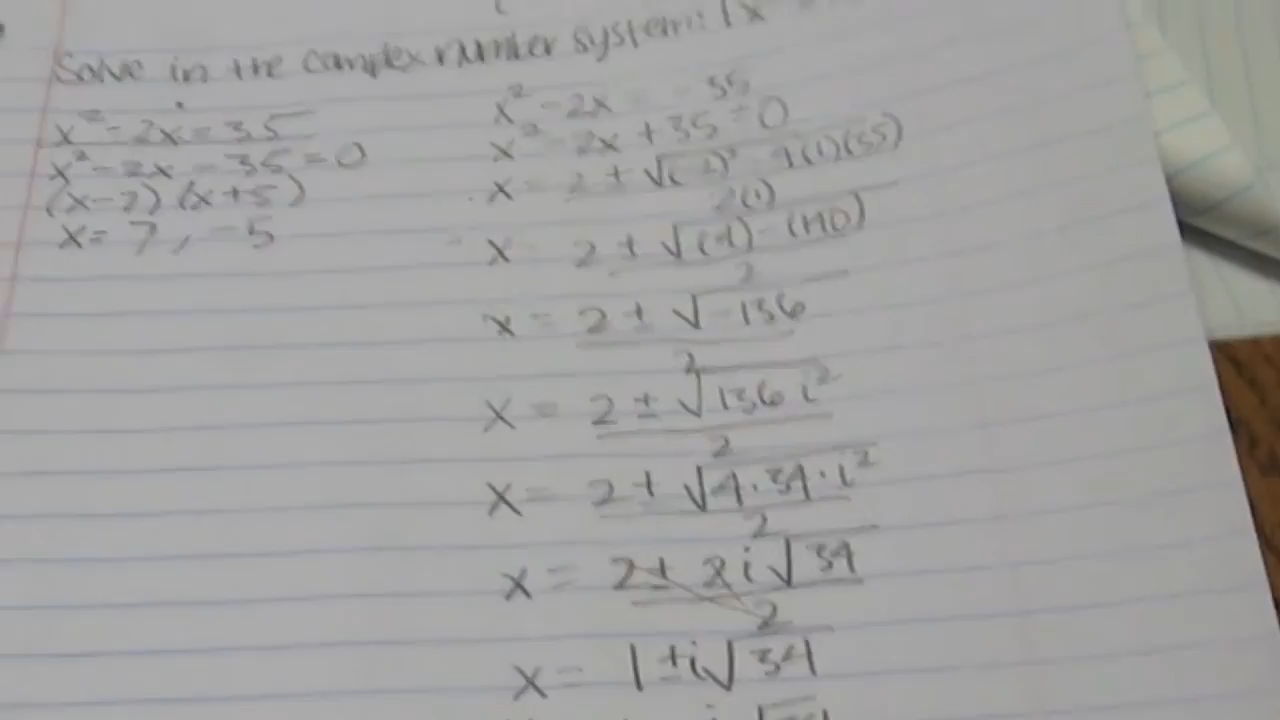 Solve in the complex number system: |x
x² - 2x = 35
x² - 2x - 35 = 0
(x-7) (x+5)
x = 7, -5
x² - 2x -35
x² - 2x + 35 = 0
x = 2 ± √(-2)² 4(1)(35)
2(1)
x 2 ± √(4) - (140)
2
x = 2 ± √-136
2
x = 2 ± √136 i²
2
x = 2 ± √4·34·i²
2
x = 2 ± 2i√34
2
x = 1 ± i√34